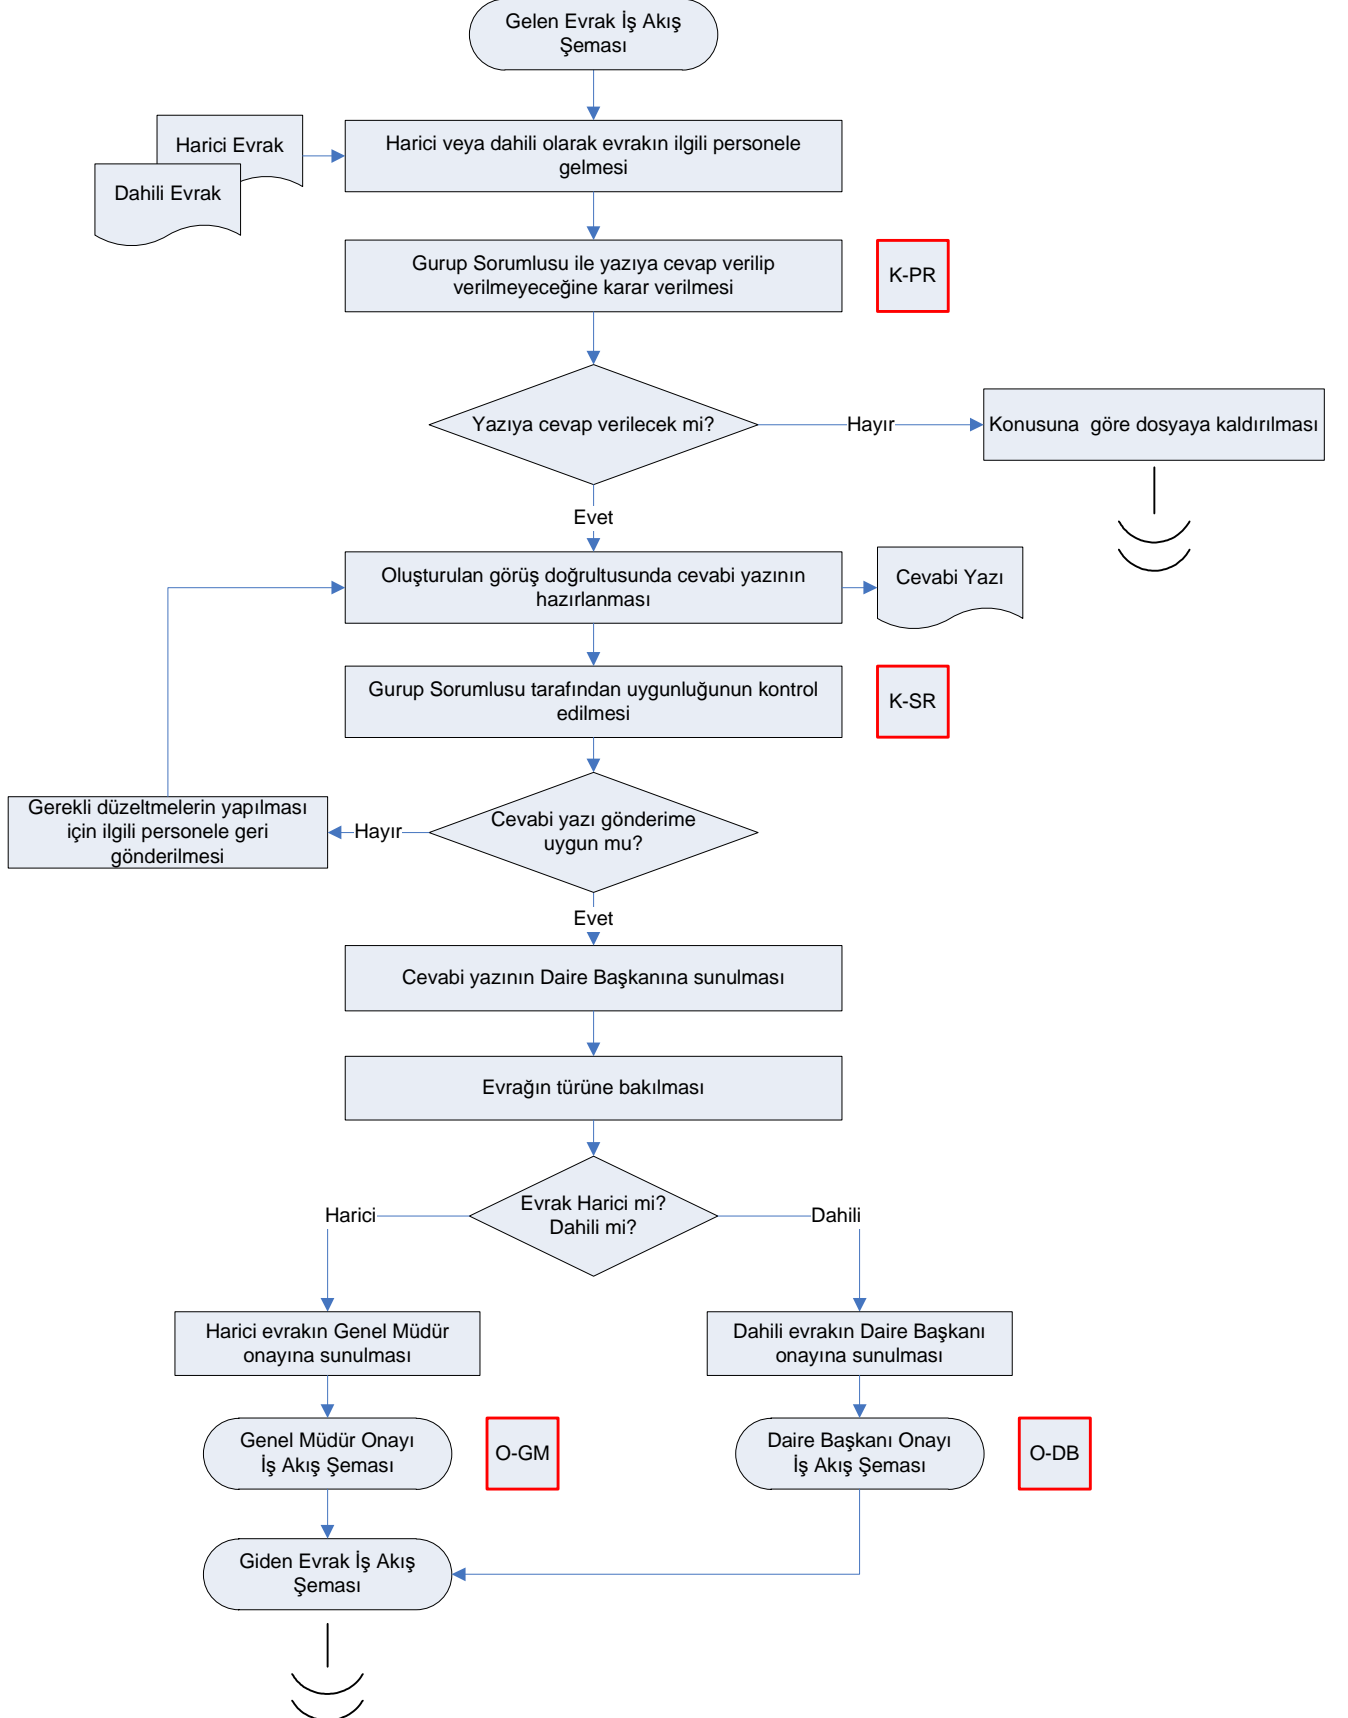 Gelen Evrak İş Akış
Şeması
Harici Evrak
Dahili Evrak
Harici veya dahili olarak evrakın ilgili personele
gelmesi
Gurup Sorumlusu ile yazıya cevap verilip
verilmeyeceğine karar verilmesi
K-PR
Yazıya cevap verilecek mi?
Hayır
Konusuna  göre dosyaya kaldırılması
Evet
Oluşturulan görüş doğrultusunda cevabi yazının
hazırlanması
Cevabi Yazı
Gurup Sorumlusu tarafından uygunluğunun kontrol
edilmesi
K-SR
Cevabi yazı gönderime
uygun mu?
Hayır
Gerekli düzeltmelerin yapılması
için ilgili personele geri
gönderilmesi
Evet
Cevabi yazının Daire Başkanına sunulması
Evrağın türüne bakılması
Evrak Harici mi?
Dahili mi?
Harici
Dahili
Harici evrakın Genel Müdür
onayına sunulması
Dahili evrakın Daire Başkanı
onayına sunulması
Genel Müdür Onayı
İş Akış Şeması
O-GM
Daire Başkanı Onayı
İş Akış Şeması
O-DB
Giden Evrak İş Akış
Şeması